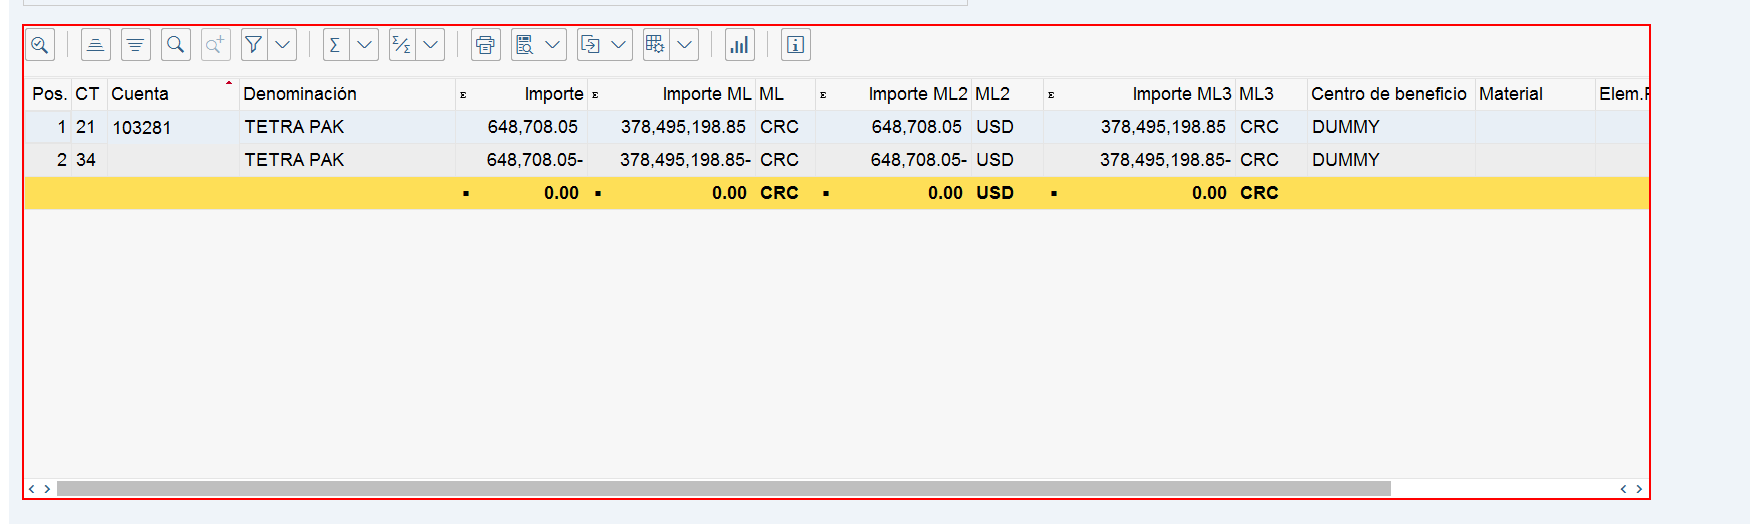 Pos. CT Cuenta Denominación Σ Importe Σ Importe ML ML Σ Importe ML2 ML2 Σ Importe ML3 ML3 Centro de beneficio Material Elem.
1 21 103281 TETRA PAK 648,708.05 378,495,198.85 CRC 648,708.05 USD 378,495,198.85 CRC DUMMY
2 34 TETRA PAK 648,708.05- 378,495,198.85- CRC 648,708.05- USD 378,495,198.85- CRC DUMMY
▪ 0.00 ▪ 0.00 CRC ▪ 0.00 USD ▪ 0.00 CRC